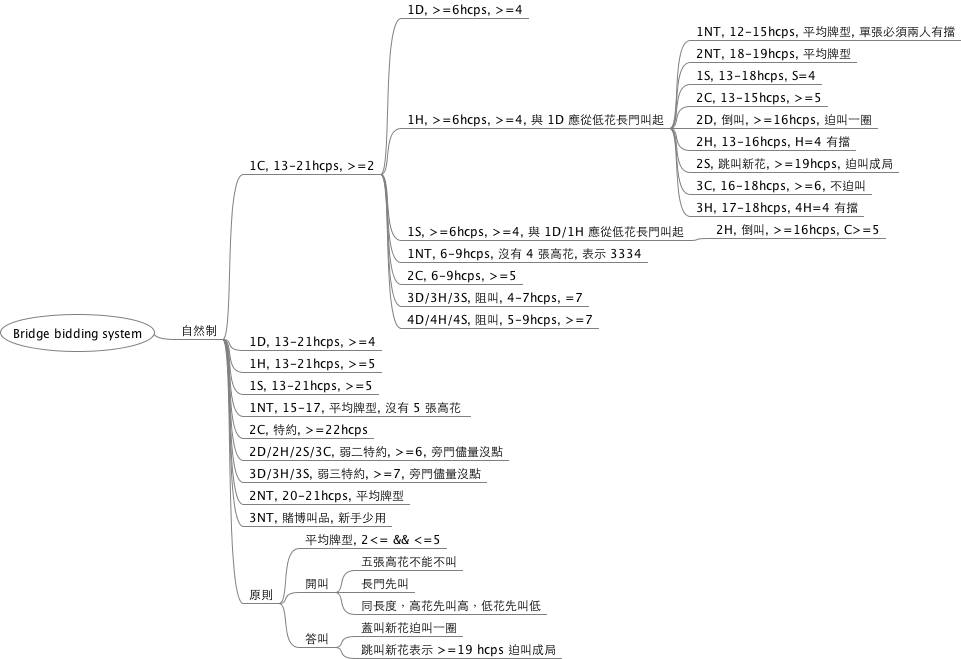 Bridge bidding system
自然制
1C, 13-21hcps, >=2
1D, >=6hcps, >=4
1H, >=6hcps, >=4, 與 1D 應從低花長門叫起
1NT, 12-15hcps, 平均牌型, 單張必須兩人有擋
2NT, 18-19hcps, 平均牌型
1S, 13-18hcps, S=4
2C, 13-15hcps, >=5
2D, 倒叫, >=16hcps, 迫叫一圈
2H, 13-16hcps, H=4 有擋
2S, 跳叫新花, >=19hcps, 迫叫成局
3C, 16-18hcps, >=6, 不迫叫
3H, 17-18hcps, 4H=4 有擋
1S, >=6hcps, >=4, 與 1D/1H 應從低花長門叫起
2H, 倒叫, >=16hcps, C>=5
1NT, 6-9hcps, 沒有 4 張高花, 表示 3334
2C, 6-9hcps, >=5
3D/3H/3S, 阻叫, 4-7hcps, =7
4D/4H/4S, 阻叫, 5-9hcps, >=7
1D, 13-21hcps, >=4
1H, 13-21hcps, >=5
1S, 13-21hcps, >=5
1NT, 15-17, 平均牌型, 沒有 5 張高花
2C, 特約, >=22hcps
2D/2H/2S/3C, 弱二特約, >=6, 旁門儘量沒點
3D/3H/3S, 弱三特約, >=7, 旁門儘量沒點
2NT, 20-21hcps, 平均牌型
3NT, 賭博叫品, 新手少用
原則
平均牌型, 2<= && <=5
開叫
五張高花不能不叫
長門先叫
同長度，高花先叫高，低花先叫低
答叫
蓋叫新花迫叫一圈
跳叫新花表示 >=19 hcps 迫叫成局